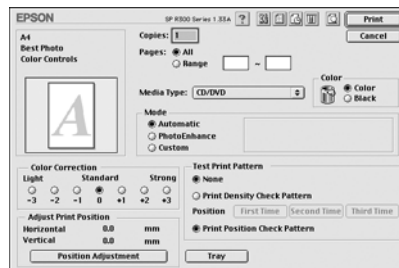 EPSON
SP R800 Series 1.33A
?
Print
Cancel
A4
Best Photo
Color Controls
A
Copies: 1
Pages: All
Range
~
Media Type: CD/DVD
Color
Color
Black
Mode
Automatic
PhotoEnhance
Custom
Color Correction
Light Standard Strong
-3 -2 -1 0 +1 +2 +3
Adjust Print Position
Horizontal 0.0 mm
Vertical 0.0 mm
Position Adjustment
Test Print Pattern
None
Print Density Check Pattern
Position First Time Second Time Third Time
Print Position Check Pattern
Tray